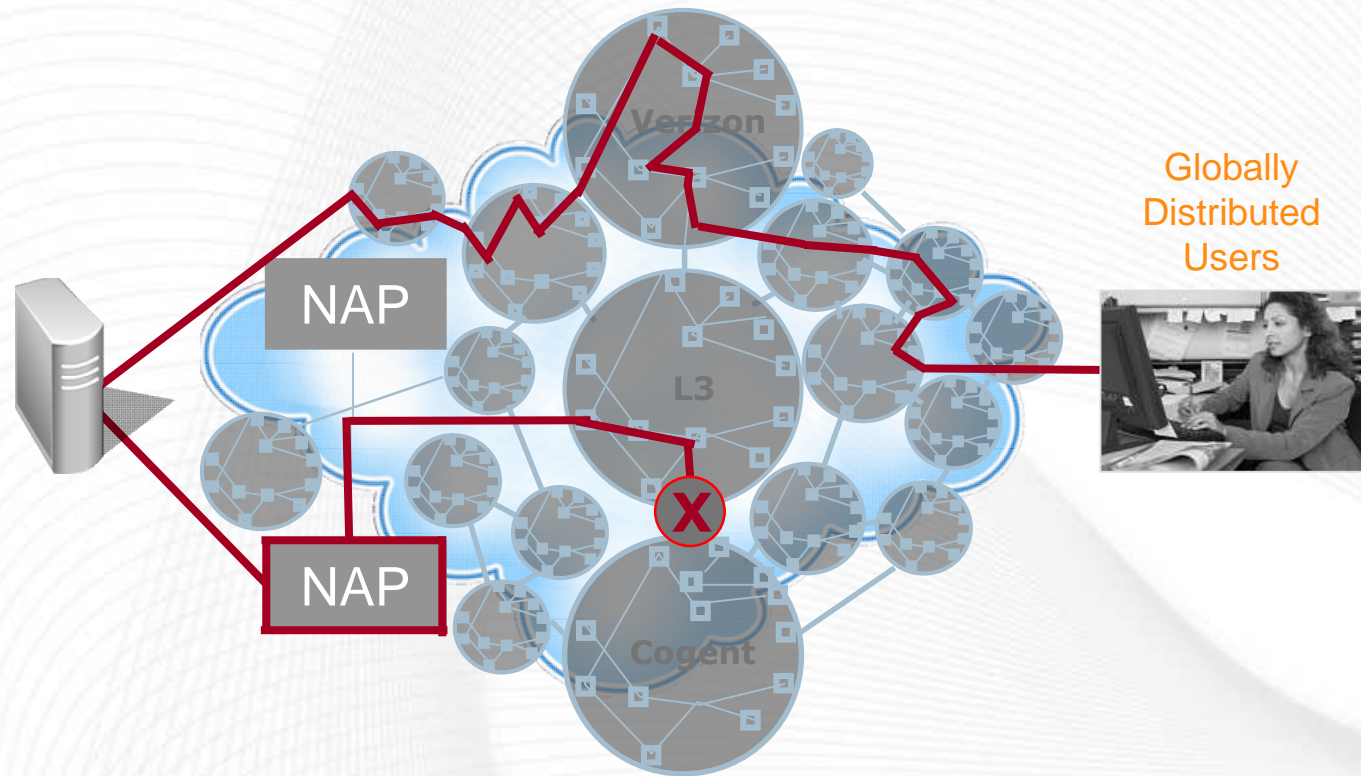 Verizon
Globally
Distributed
Users
NAP
L3
X
NAP
Cogent